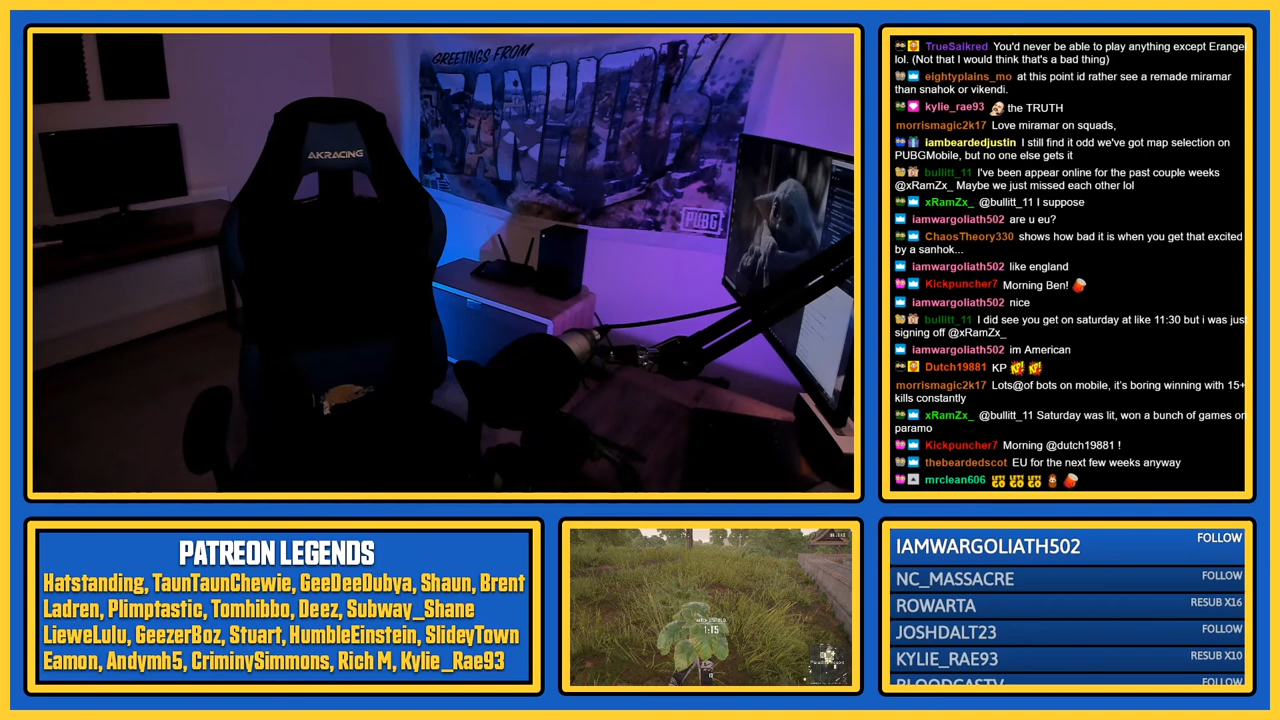 GREETINGS FROM
PUBG
AKRACING
TrueSaikred You'd never be able to play anything except Erangel
lol. (Not that I would think that's a bad thing)
eightyplains_mo at this point id rather see a remade miramar
than snahok or vikendi.
kylie_rae93 the TRUTH
morrismagic2k17 Love miramar on squads,
iambeardedjustin I still find it odd we've got map selection on
PUBGMobile, but no one else gets it
bullitt_11 I've been appear online for the past couple weeks
@xRamZx_ Maybe we just missed each other lol
xRamZx_ @bullitt_11 I suppose
iamwargoliath502 are u eu?
ChaosTheory330 shows how bad it is when you get that excited
by a sanhok...
iamwargoliath502 like england
Kickpuncher7 Morning Ben!
iamwargoliath502 nice
bullitt_11 I did see you get on saturday at like 11:30 but i was just
signing off @xRamZx_
iamwargoliath502 im American
Dutch19881 KP KP! KP!
morrismagic2k17 Lots@of bots on mobile, it's boring winning with 15+
kills constantly
xRamZx_ @bullitt_11 Saturday was lit, won a bunch of games on
paramo
Kickpuncher7 Morning @dutch19881 !
thebeardedscot EU for the next few weeks anyway
mrclean606 LETS GO LETS GO LETS GO
PATREON LEGENDS
Hatstanding, TaunTaunChewie, GeeDeeDubya, Shaun, Brent
Ladren, Plimptastic, Tomhibbo, Deez, Subway_Shane
LieweLulu, GeezerBoz, Stuart, HumbleEinstein, SlideyTown
Eamon, Andymh5, CriminySimmons, Rich M, Kylie_Rae93
1:15
IAMWARGOLIATH502 FOLLOW
NC_MASSACRE FOLLOW
ROWARTA RESUB X16
JOSHDALT23 FOLLOW
KYLIE_RAE93 RESUB X10
FOLLOW